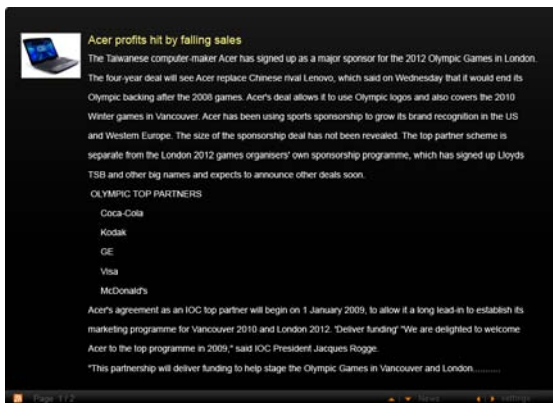 Acer profits hit by falling sales
The Taiwanese computer-maker Acer has signed up as a major sponsor for the 2012 Olympic Games in London.
The four-year deal will see Acer replace Chinese rival Lenovo, which said on Wednesday that it would end its
Olympic backing after the 2008 games. Acer's deal allows it to use Olympic logos and also covers the 2010
Winter games in Vancouver. Acer has been using sports sponsorship to grow its brand recognition in the US
and Western Europe. The size of the sponsorship deal has not been revealed. The top partner scheme is
separate from the London 2012 games organisers' own sponsorship programme, which has signed up Lloyds
TSB and other big names and expects to announce other deals soon.
OLYMPIC TOP PARTNERS
Coca-Cola
Kodak
GE
Visa
McDonald's
Acer's agreement as an IOC top partner will begin on 1 January 2009, to allow it a long lead-in to establish its
marketing programme for Vancouver 2010 and London 2012. 'Deliver funding' "We are delighted to welcome
Acer to the top programme in 2009," said IOC President Jacques Rogge.
"This partnership will deliver funding to help stage the Olympic Games in Vancouver and London..........
Page 1 / 2 News Settings